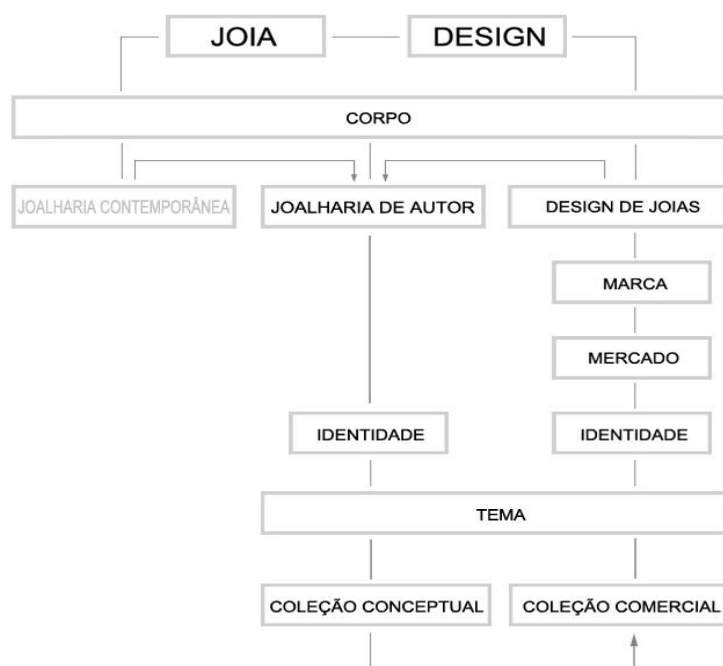 JOIA
DESIGN
CORPO
JOALHARIA CONTEMPORÂNEA
JOALHARIA DE AUTOR
DESIGN DE JOIAS
MARCA
MERCADO
IDENTIDADE
IDENTIDADE
TEMA
COLEÇÃO CONCEPTUAL
COLEÇÃO COMERCIAL